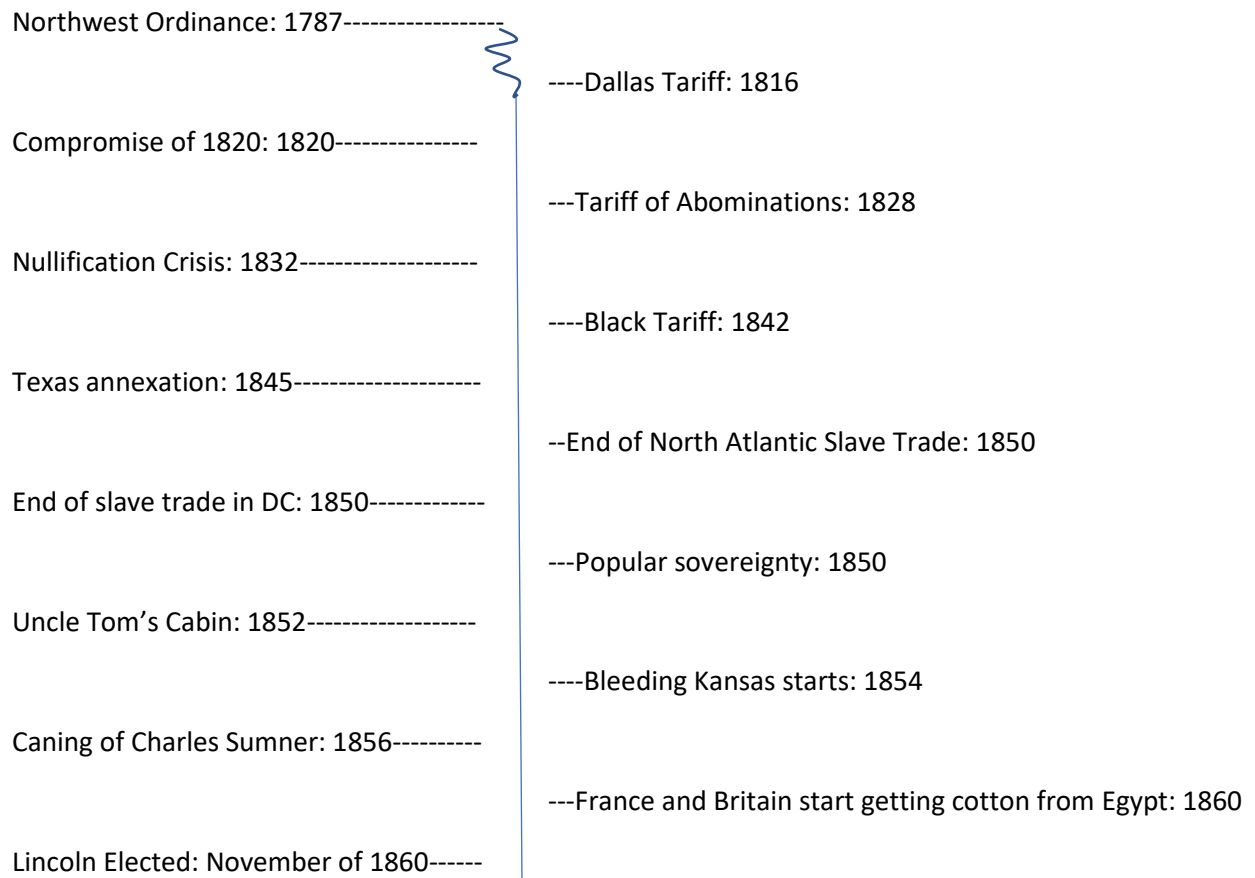 Northwest Ordinance: 1787------------------
----Dallas Tariff: 1816
Compromise of 1820: 1820----------------
---Tariff of Abominations: 1828
Nullification Crisis: 1832--------------------
----Black Tariff: 1842
Texas annexation: 1845---------------------
--End of North Atlantic Slave Trade: 1850
End of slave trade in DC: 1850-------------
---Popular sovereignty: 1850
Uncle Tom’s Cabin: 1852-------------------
----Bleeding Kansas starts: 1854
Caning of Charles Sumner: 1856----------
---France and Britain start getting cotton from Egypt: 1860
Lincoln Elected: November of 1860------